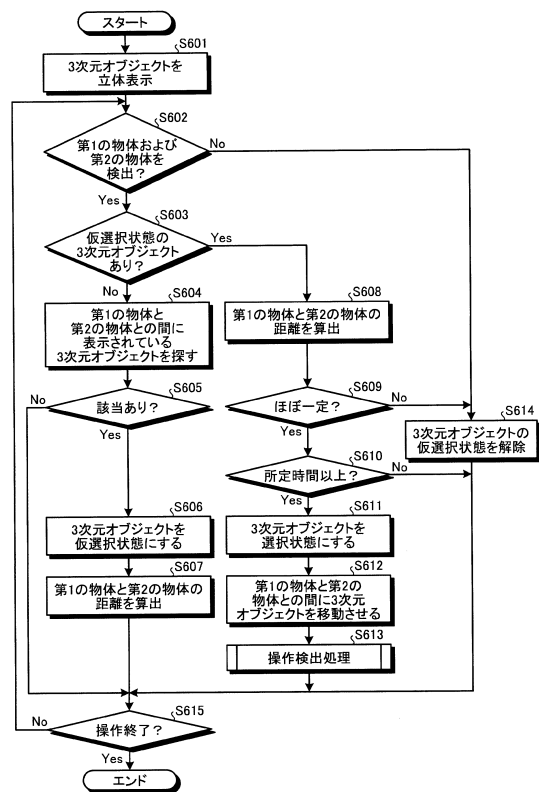 スタート
S601
3次元オブジェクトを
立体表示
S602
第1の物体および
第2の物体を
検出？
No
Yes
S603
仮選択状態の
3次元オブジェクト
あり？
Yes
No
S604
第1の物体と
第2の物体との間に
表示されている
3次元オブジェクトを探す
S608
第1の物体と第2の物体の
距離を算出
S605
該当あり？
No
Yes
S609
ほぼ一定？
No
Yes
S614
3次元オブジェクトの
仮選択状態を解除
S610
所定時間以上？
No
Yes
S606
3次元オブジェクトを
仮選択状態にする
S611
3次元オブジェクトを
選択状態にする
S607
第1の物体と第2の物体の
距離を算出
S612
第1の物体と第2の
物体との間に3次元
オブジェクトを移動させる
S613
操作検出処理
S615
操作終了？
No
Yes
エンド